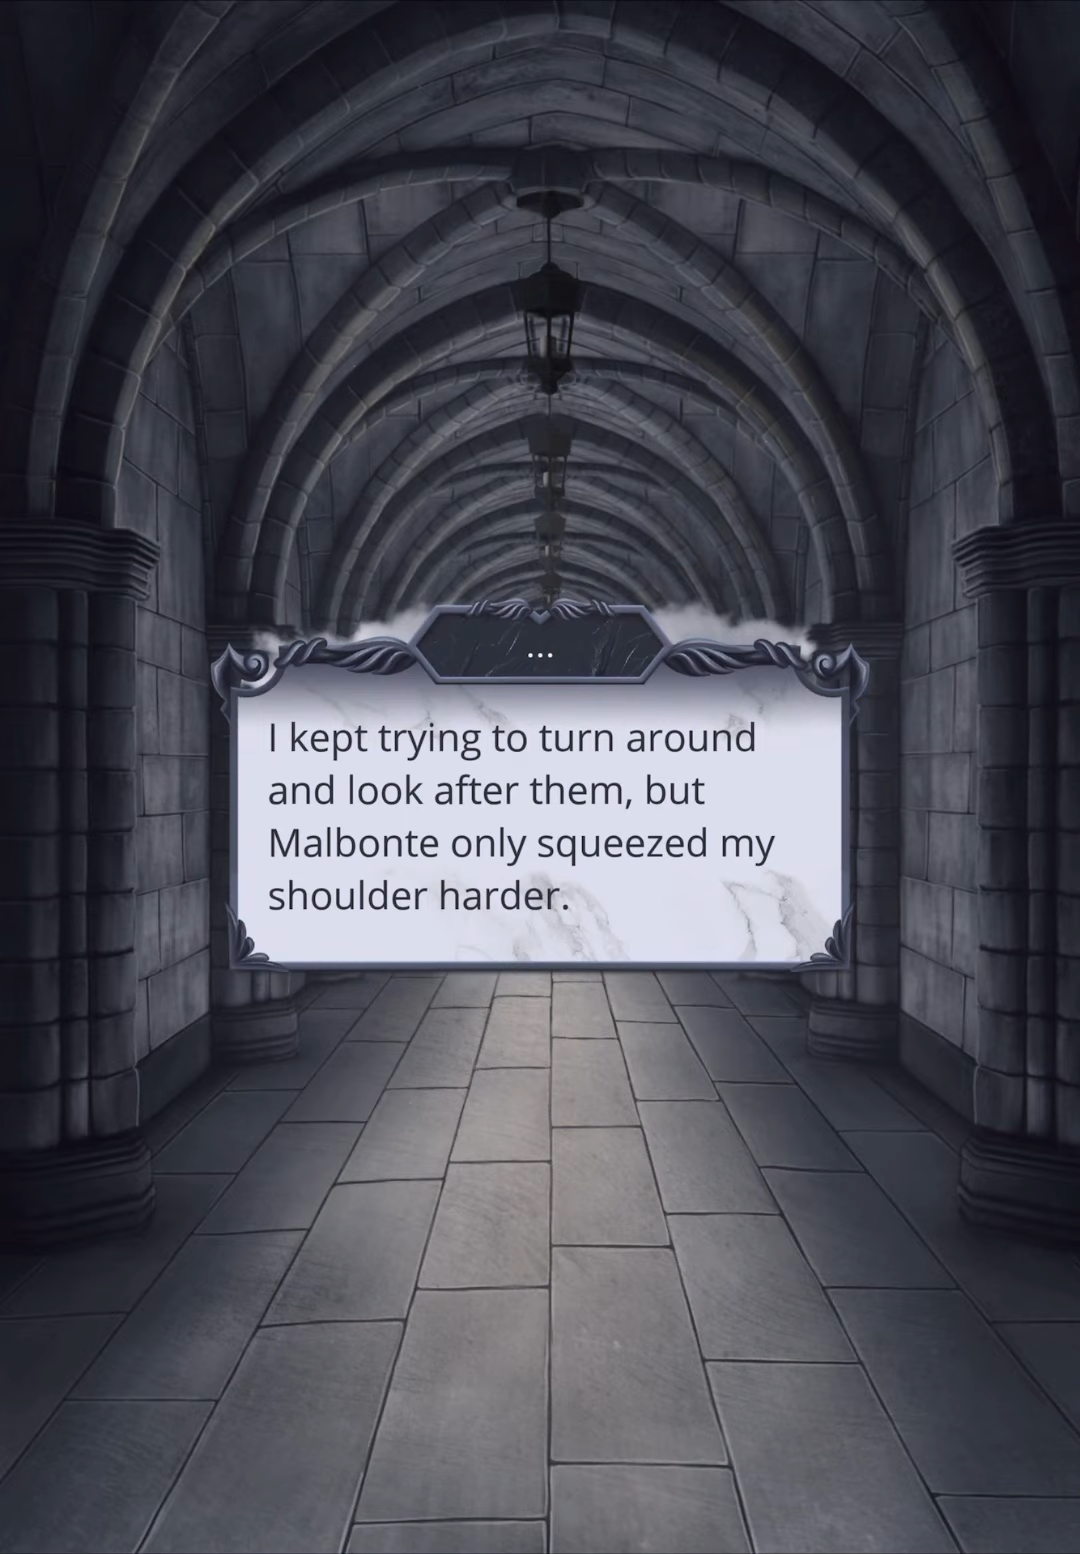 ...
I kept trying to turn around
and look after them, but
Malbonte only squeezed my
shoulder harder.